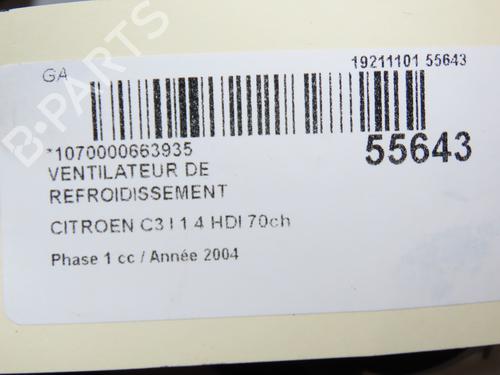 GA
19211101 55643
*1070000663935
55643
VENTILATEUR DE
REFROIDISSEMENT
CITROEN C3 I 1 4 HDI 70ch
Phase 1 cc / Année 2004
B-PARTS